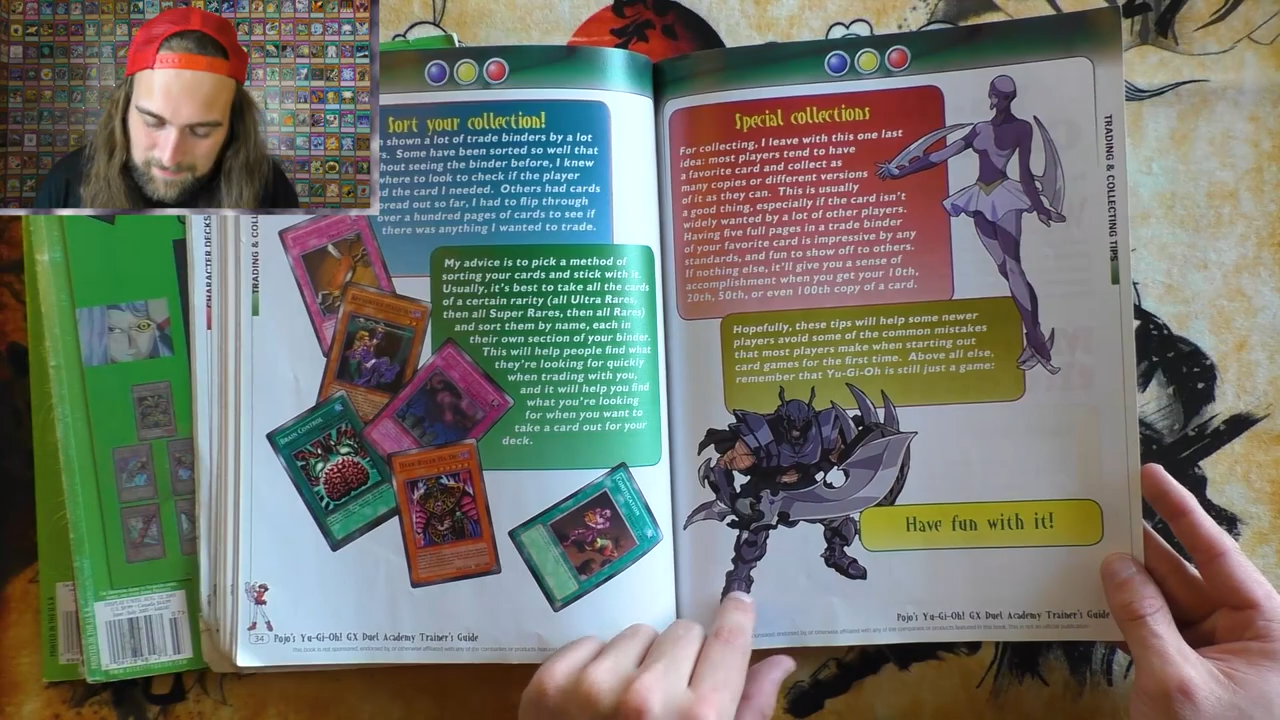 Sort your collection!
shown a lot of trade binders by a lot
Some have been sorted so well that
hout seeing the binder before, I knew
where to look to check if the player
d the card I needed. Others had cards
pread out so far, I had to flip through
over a hundred pages of cards to see if
there was anything I wanted to trade.
My advice is to pick a method of
sorting your cards and stick with it.
Usually, it's best to take all the cards
of a certain rarity (all Ultra Rares,
then all Super Rares, then all Rares)
and sort them by name, each in
their own section of your binder.
This will help people find what
they're looking for quickly
when trading with you,
and it will help you find
what you're looking
for when you want to
take a card out for your
deck.
CHARACTER DECKS
TRADING & COLL
BRAIN CONTROL
CONFISCATION
34
Pojo's Yu-Gi-Oh! GX Duel Academy Trainer's Guide
Special collections
For collecting, I leave with this one last
idea: most players tend to have
a favorite card and collect as
many copies or different versions
of it as they can. This is usually
a good thing, especially if the card isn't
widely wanted by a lot of other players.
Having five full pages in a trade binder
of your favorite card is impressive by any
standards, and fun to show off to others.
If nothing else, it'll give you a sense of
accomplishment when you get your 10th,
20th, 50th, or even 100th copy of a card.
Hopefully, these tips will help some newer
players avoid some of the common mistakes
that most players make when starting out
card games for the first time. Above all else,
remember that Yu-Gi-Oh is still just a game:
Have fun with it!
TRADING & COLLECTING TIPS
Pojo's Yu-Gi-Oh! GX Duel Academy Trainer's Guide
PRINTED IN THE U.S.A.